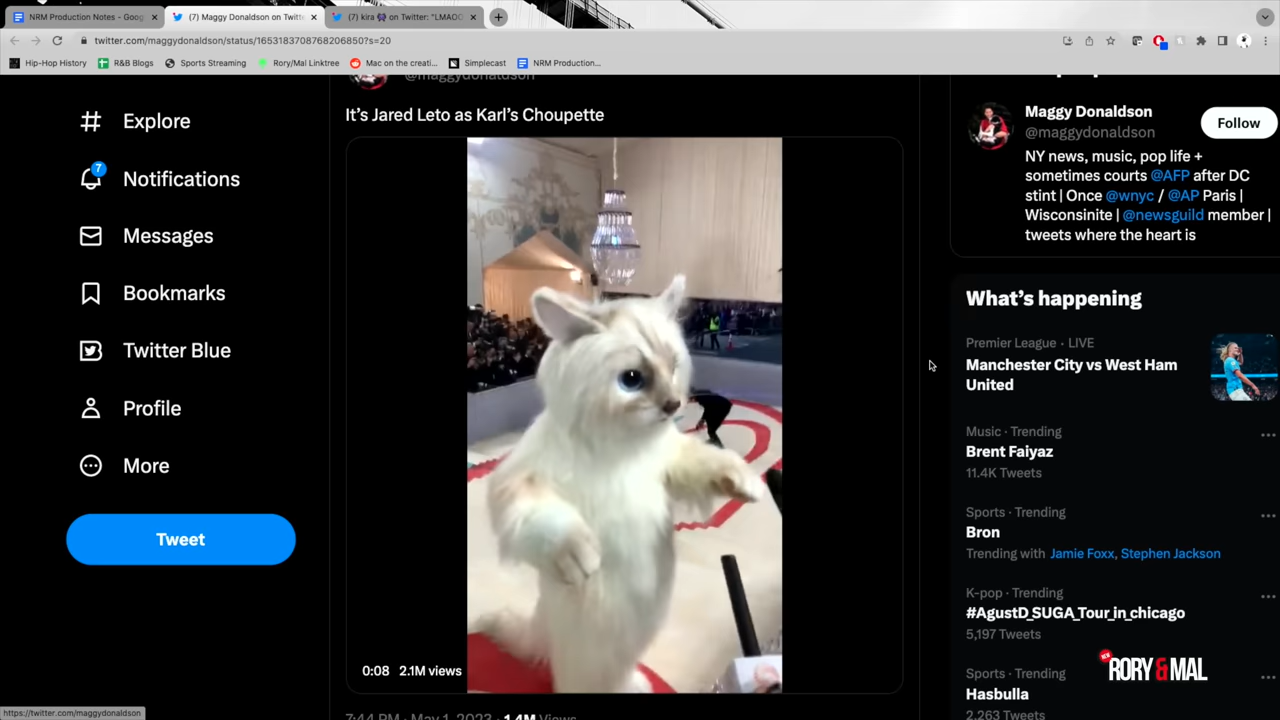 NRM Production Notes - Goog
(7) Maggy Donaldson on Twitte
(7) kira on Twitter: "LMAOO
twitter.com/maggydonaldson/status/1653183708768206850?s=20
Hip-Hop History
R&B Blogs
Sports Streaming
Rory/Mal Linktree
Mac on the creati...
Simplecast
NRM Production...
@maggydonaldson
It's Jared Leto as Karl's Choupette
0:08 2.1M views
7:44 PM · May 1, 2023 · 1.4M Views
Explore
7
Notifications
Messages
Bookmarks
Twitter Blue
Profile
More
Tweet
Maggy Donaldson
@maggydonaldson
Follow
NY news, music, pop life +
sometimes courts @AFP after DC
stint | Once @wnyc / @AP Paris |
Wisconsinite | @newsguild member |
tweets where the heart is
What's happening
Premier League · LIVE
Manchester City vs West Ham
United
Music · Trending
Brent Faiyaz
11.4K Tweets
Sports · Trending
Bron
Trending with Jamie Foxx, Stephen Jackson
K-pop · Trending
#AgustD_SUGA_Tour_in_chicago
5,197 Tweets
Sports · Trending
Hasbulla
2,263 Tweets
NEW
RORY & MAL
https://twitter.com/maggydonaldson